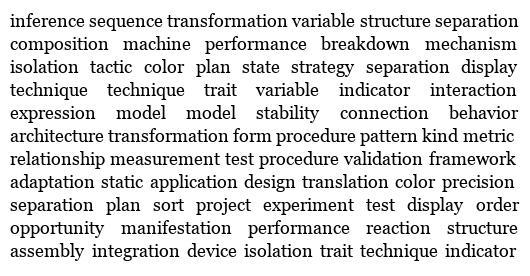 inference sequence transformation variable structure separation
composition machine performance breakdown mechanism
isolation tactic color plan state strategy separation display
technique technique trait variable indicator interaction
expression model model stability connection behavior
architecture transformation form procedure pattern kind metric
relationship measurement test procedure validation framework
adaptation static application design translation color precision
separation plan sort project experiment test display order
opportunity manifestation performance reaction structure
assembly integration device isolation trait technique indicator